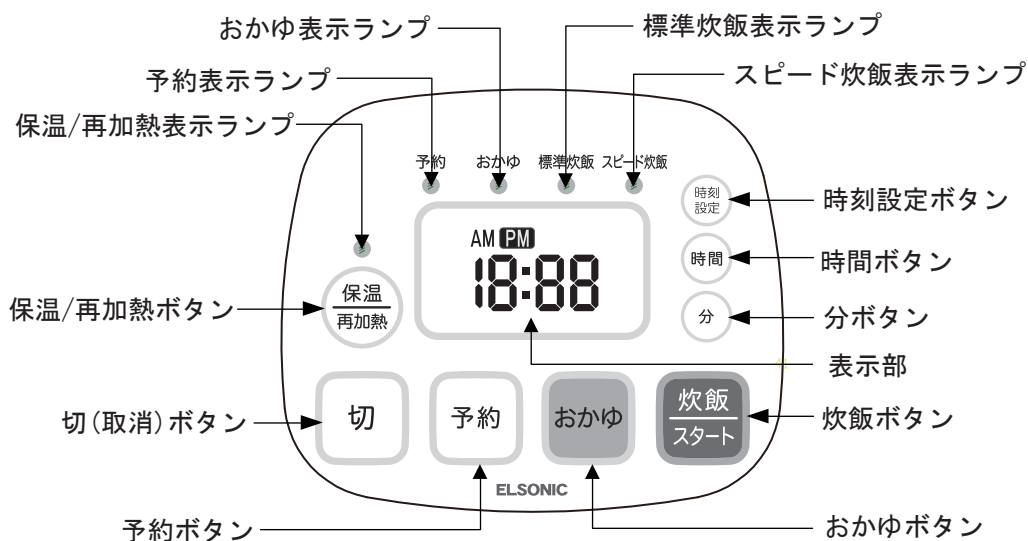 おかゆ表示ランプ
標準炊飯表示ランプ
予約表示ランプ
スピード炊飯表示ランプ
保温/再加熱表示ランプ
予約
おかゆ
標準炊飯
スピード炊飯
時刻
設定
時刻設定ボタン
AM PM
18:88
時間
時間ボタン
保温
再加熱
保温/再加熱ボタン
分
分ボタン
表示部
切(取消)ボタン
切
予約
おかゆ
炊飯
スタート
炊飯ボタン
ELSONIC
予約ボタン
おかゆボタン